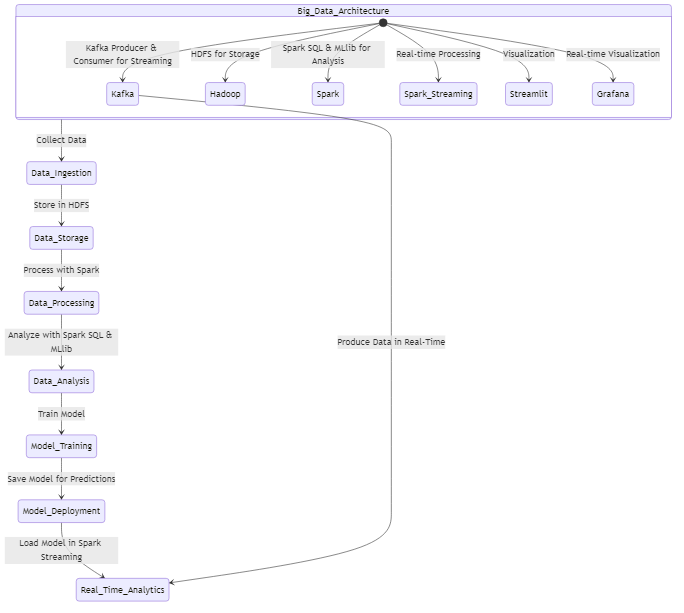 Big_Data_Architecture
Kafka Producer &
Consumer for Streaming
HDFS for Storage
Spark SQL & MLlib for
Analysis
Real-time Processing
Visualization
Real-time Visualization
Kafka
Hadoop
Spark
Spark_Streaming
Streamlit
Grafana
Collect Data
Data_Ingestion
Store in HDFS
Data_Storage
Process with Spark
Data_Processing
Analyze with Spark SQL &
MLlib
Produce Data in Real-Time
Data_Analysis
Train Model
Model_Training
Save Model for Predictions
Model_Deployment
Load Model in Spark
Streaming
Real_Time_Analytics